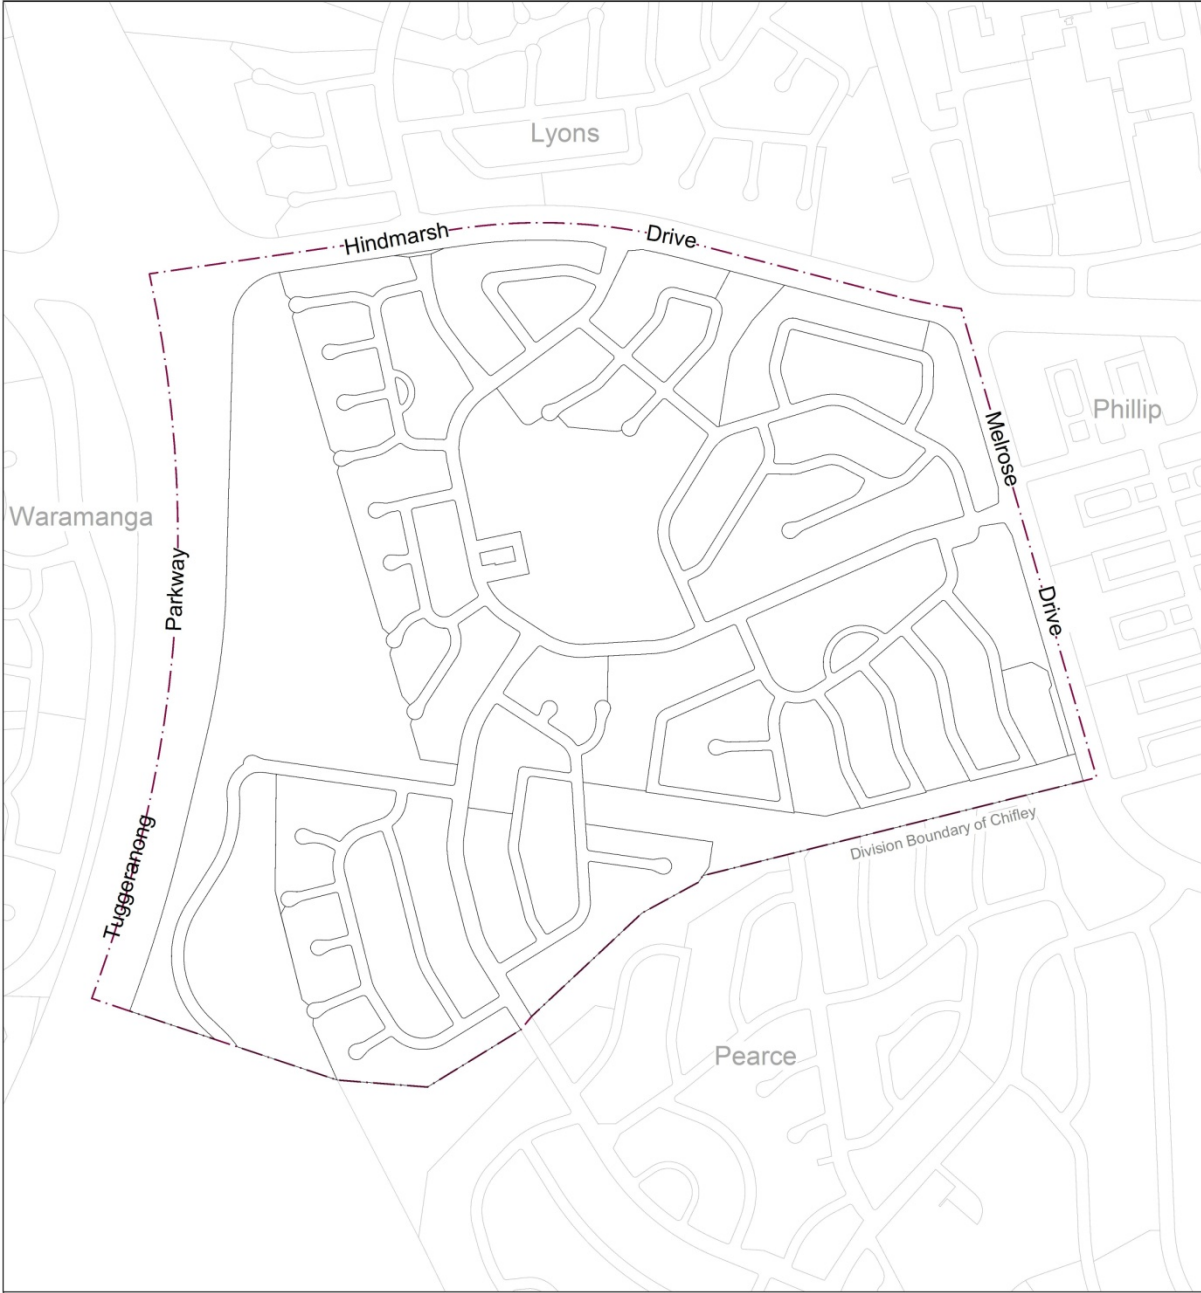 Lyons
Hindmarsh Drive
Phillip
Melrose Drive
Waramanga
Tuggeranong Parkway
Division Boundary of Chifley
Pearce